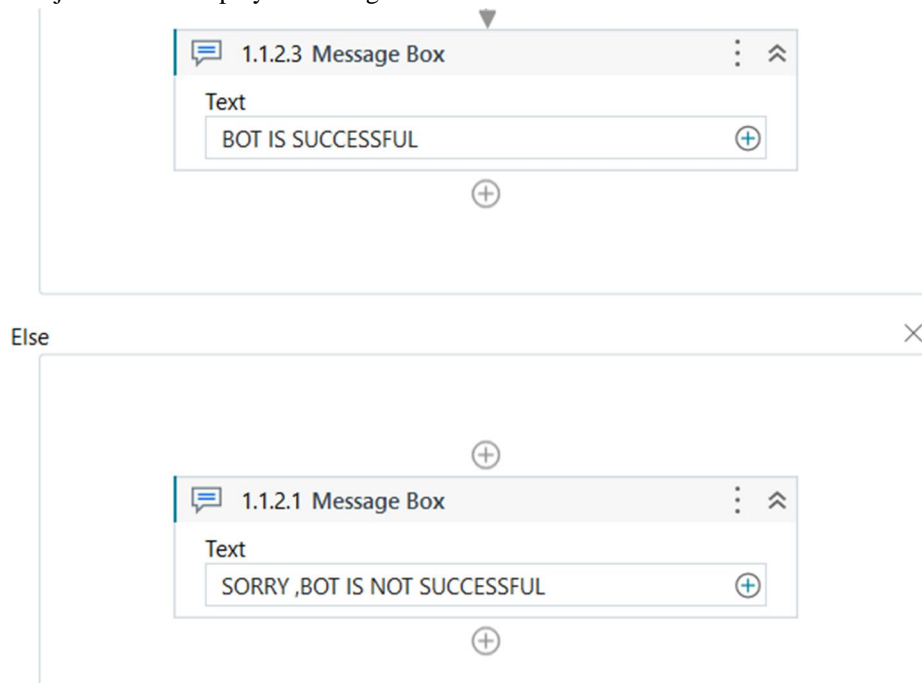 1.1.2.3 Message Box
Text
BOT IS SUCCESSFUL
Else
1.1.2.1 Message Box
Text
SORRY ,BOT IS NOT SUCCESSFUL